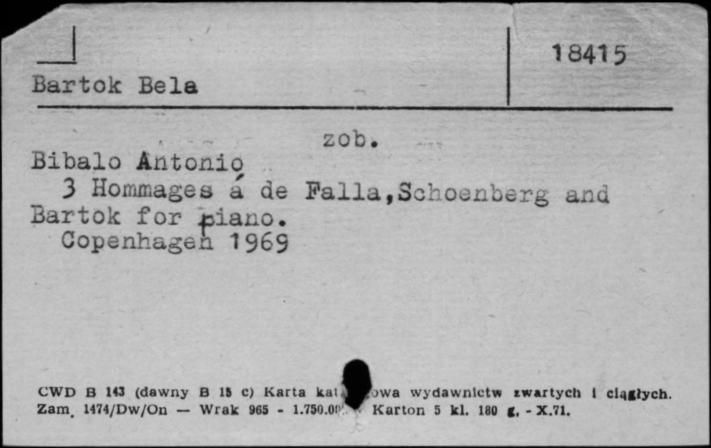 18415
Bartok Bela
zob.
Bibalo Antonio
3 Hommages á de Falla,Schoenberg and
Bartok for piano.
Copenhagen 1969
CWD B 143 (dawny B 15 c) Karta kat owa wydawnictw zwartych i ciągłych.
Zam. 1474/Dw/On — Wrak 965 - 1.750.00 Karton 5 kl. 180 g. - X.71.